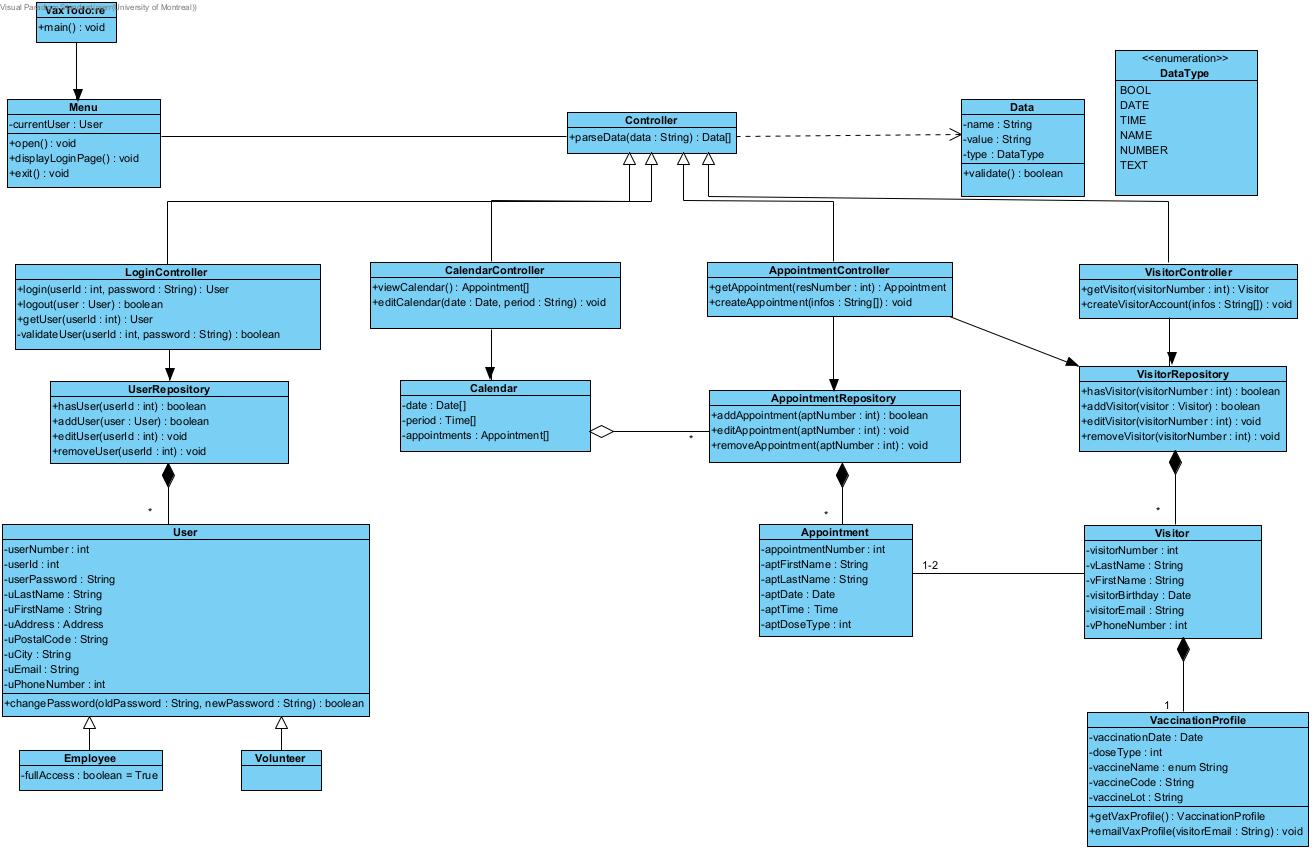 Visual Para (University of Montreal))
VaxTodo:re
+main() : void
Menu
-currentUser : User
+open() : void
+displayLoginPage() : void
+exit() : void
Controller
+parseData(data : String) : Data[]
Data
-name : String
-value : String
-type : DataType
+validate() : boolean
<<enumeration>>
DataType
BOOL
DATE
TIME
NAME
NUMBER
TEXT
LoginController
+login(userId : int, password : String) : User
+logout(user : User) : boolean
+getUser(userId : int) : User
-validateUser(userId : int, password : String) : boolean
CalendarController
+viewCalendar() : Appointment[]
+editCalendar(date : Date, period : String) : void
AppointmentController
+getAppointment(resNumber : int) : Appointment
+createAppointment(infos : String[]) : void
VisitorController
+getVisitor(visitorNumber : int) : Visitor
+createVisitorAccount(infos : String[]) : void
UserRepository
+hasUser(userId : int) : boolean
+addUser(user : User) : boolean
+editUser(userId : int) : void
+removeUser(userId : int) : void
Calendar
-date : Date[]
-period : Time[]
-appointments : Appointment[]
*
AppointmentRepository
+addAppointment(aptNumber : int) : boolean
+editAppointment(aptNumber : int) : void
+removeAppointment(aptNumber : int) : void
VisitorRepository
+hasVisitor(visitorNumber : int) : boolean
+addVisitor(visitor : Visitor) : boolean
+editVisitor(visitorNumber : int) : void
+removeVisitor(visitorNumber : int) : void
*
User
-userNumber : int
-userId : int
-userPassword : String
-uLastName : String
-uFirstName : String
-uAddress : Address
-uPostalCode : String
-uCity : String
-uEmail : String
-uPhoneNumber : int
+changePassword(oldPassword : String, newPassword : String) : boolean
*
Appointment
-appointmentNumber : int
-aptFirstName : String
-aptLastName : String
-aptDate : Date
-aptTime : Time
-aptDoseType : int
1-2
*
Visitor
-visitorNumber : int
-vLastName : String
-vFirstName : String
-visitorBirthday : Date
-visitorEmail : String
-vPhoneNumber : int
Employee
-fullAccess : boolean = True
Volunteer
1
VaccinationProfile
-vaccinationDate : Date
-doseType : int
-vaccineName : enum String
-vaccineCode : String
-vaccineLot : String
+getVaxProfile() : VaccinationProfile
+emailVaxProfile(visitorEmail : String) : void